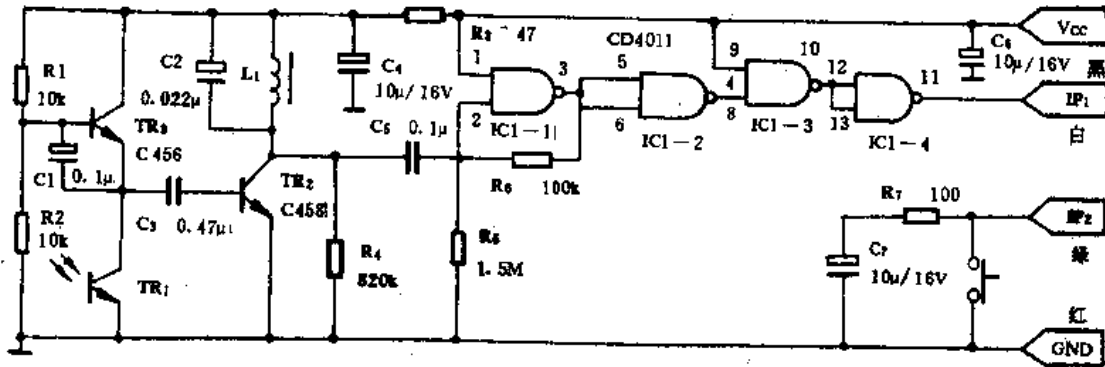 R1
10k
C1
0.1μ
R2
10k
TR3
C456
TR1
C2
0.022μ
L1
C3
0.47μ
TR2
C458
R4
820k
C4
10μ/16V
C5
0.1μ
R3
47
1
2
3
IC1-1
R6
100k
R5
1.5M
CD4011
5
6
4
IC1-2
9
8
10
IC1-3
12
13
11
IC1-4
C6
10μ/16V
VCC
黑
IP1
白
R7
100
C7
10μ/16V
绿
红
GND